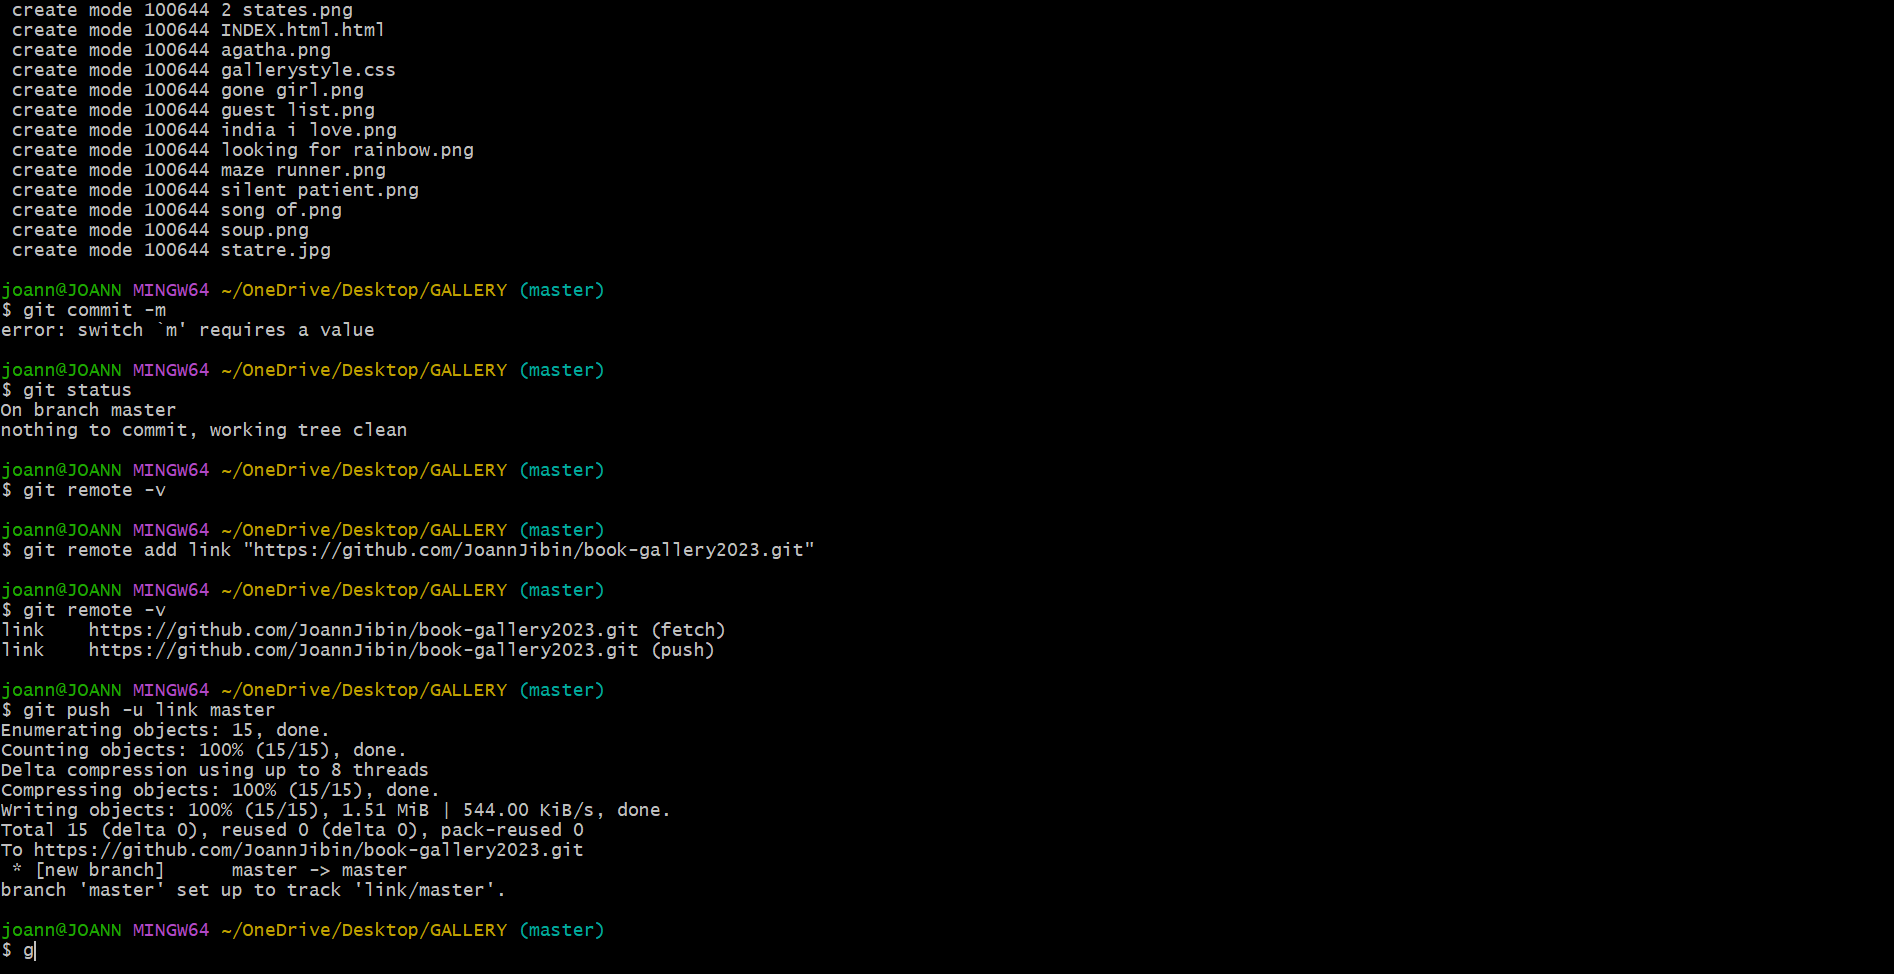 create mode 100644 2 states.png
create mode 100644 INDEX.html.html
create mode 100644 agatha.png
create mode 100644 gallerystyle.css
create mode 100644 gone girl.png
create mode 100644 guest list.png
create mode 100644 india i love.png
create mode 100644 looking for rainbow.png
create mode 100644 maze runner.png
create mode 100644 silent patient.png
create mode 100644 song of.png
create mode 100644 soup.png
create mode 100644 statre.jpg
joann@JOANN MINGW64 ~/OneDrive/Desktop/GALLERY (master)
$ git commit -m
error: switch `m' requires a value
joann@JOANN MINGW64 ~/OneDrive/Desktop/GALLERY (master)
$ git status
On branch master
nothing to commit, working tree clean
joann@JOANN MINGW64 ~/OneDrive/Desktop/GALLERY (master)
$ git remote -v
joann@JOANN MINGW64 ~/OneDrive/Desktop/GALLERY (master)
$ git remote add link "https://github.com/JoannJibin/book-gallery2023.git"
joann@JOANN MINGW64 ~/OneDrive/Desktop/GALLERY (master)
$ git remote -v
link    https://github.com/JoannJibin/book-gallery2023.git (fetch)
link    https://github.com/JoannJibin/book-gallery2023.git (push)
joann@JOANN MINGW64 ~/OneDrive/Desktop/GALLERY (master)
$ git push -u link master
Enumerating objects: 15, done.
Counting objects: 100% (15/15), done.
Delta compression using up to 8 threads
Compressing objects: 100% (15/15), done.
Writing objects: 100% (15/15), 1.51 MiB | 544.00 KiB/s, done.
Total 15 (delta 0), reused 0 (delta 0), pack-reused 0
To https://github.com/JoannJibin/book-gallery2023.git
 * [new branch]      master -> master
branch 'master' set up to track 'link/master'.
joann@JOANN MINGW64 ~/OneDrive/Desktop/GALLERY (master)
$ g